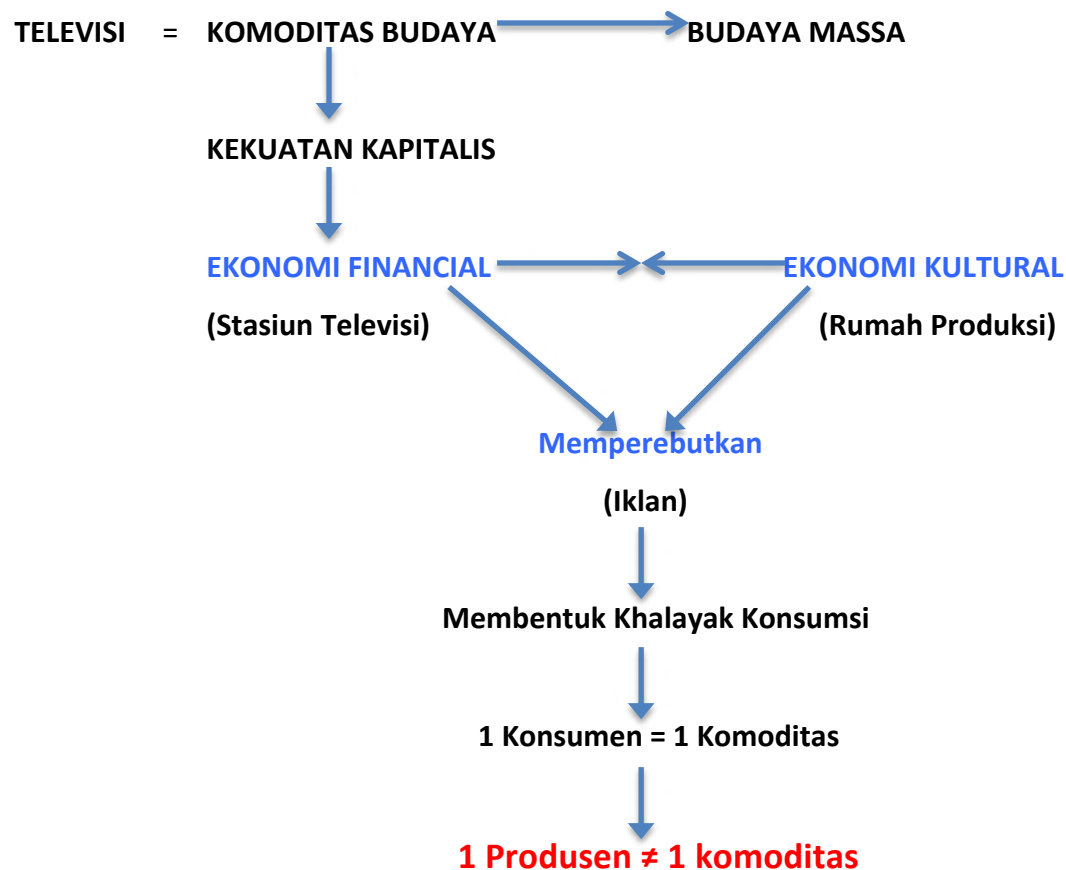 TELEVISI = KOMODITAS BUDAYA BUDAYA MASSA
KEKUATAN KAPITALIS
EKONOMI FINANCIAL EKONOMI KULTURAL
(Stasiun Televisi) (Rumah Produksi)
Memperebutkan
(Iklan)
Membentuk Khalayak Konsumsi
1 Konsumen = 1 Komoditas
1 Produsen ≠ 1 komoditas